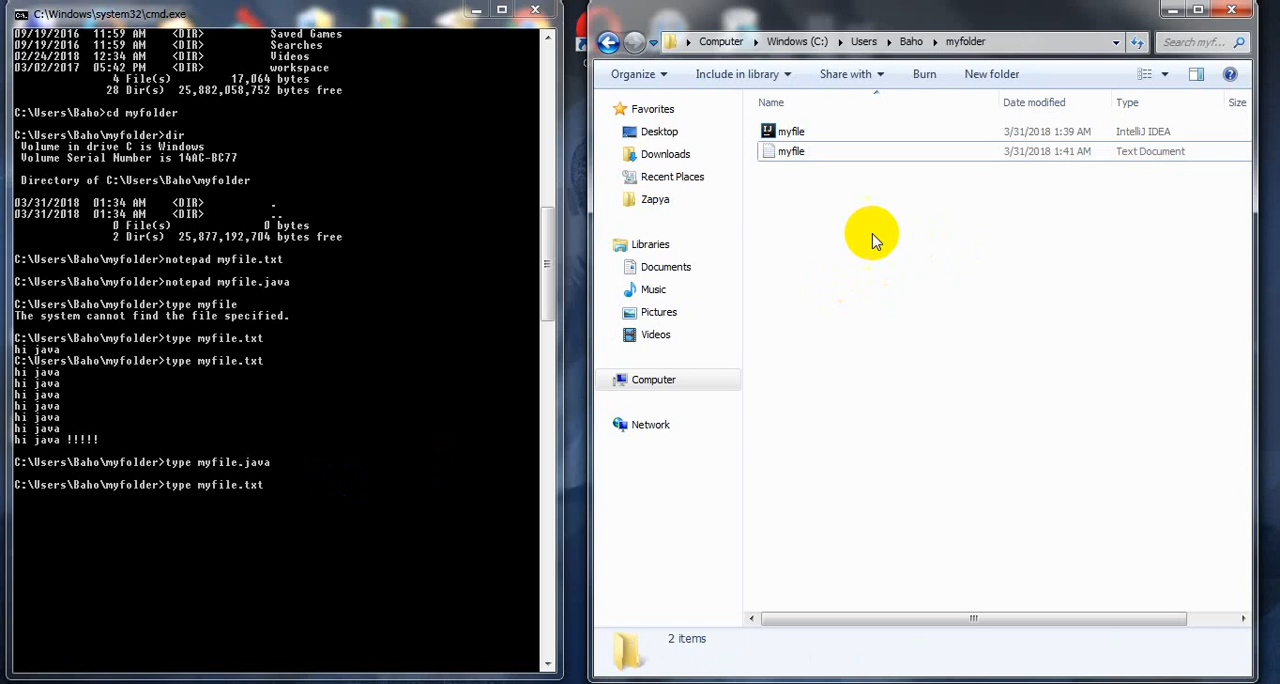 C:\Windows\system32\cmd.exe
09/19/2016 11:59 AM <DIR> Saved Games
09/19/2016 11:59 AM <DIR> Searches
02/24/2018 12:34 AM <DIR> Videos
03/02/2017 05:42 PM <DIR> workspace
4 File(s) 17,064 bytes
28 Dir(s) 25,882,058,752 bytes free
C:\Users\Baho>cd myfolder
C:\Users\Baho\myfolder>dir
Volume in drive C is Windows
Volume Serial Number is 14AC-BC77
Directory of C:\Users\Baho\myfolder
03/31/2018 01:34 AM <DIR> .
03/31/2018 01:34 AM <DIR> ..
0 File(s) 0 bytes
2 Dir(s) 25,877,192,704 bytes free
C:\Users\Baho\myfolder>notepad myfile.txt
C:\Users\Baho\myfolder>notepad myfile.java
C:\Users\Baho\myfolder>type myfile
The system cannot find the file specified.
C:\Users\Baho\myfolder>type myfile.txt
hi java
C:\Users\Baho\myfolder>type myfile.txt
hi java
hi java
hi java
hi java
hi java
hi java
hi java !!!!!
C:\Users\Baho\myfolder>type myfile.java
C:\Users\Baho\myfolder>type myfile.txt
Computer Windows (C:) Users Baho myfolder
Search myf...
Organize Include in library Share with Burn New folder
Favorites
Desktop
Downloads
Recent Places
Zapya
Libraries
Documents
Music
Pictures
Videos
Computer
Network
Name Date modified Type Size
myfile 3/31/2018 1:39 AM IntelliJ IDEA
myfile 3/31/2018 1:41 AM Text Document
2 items